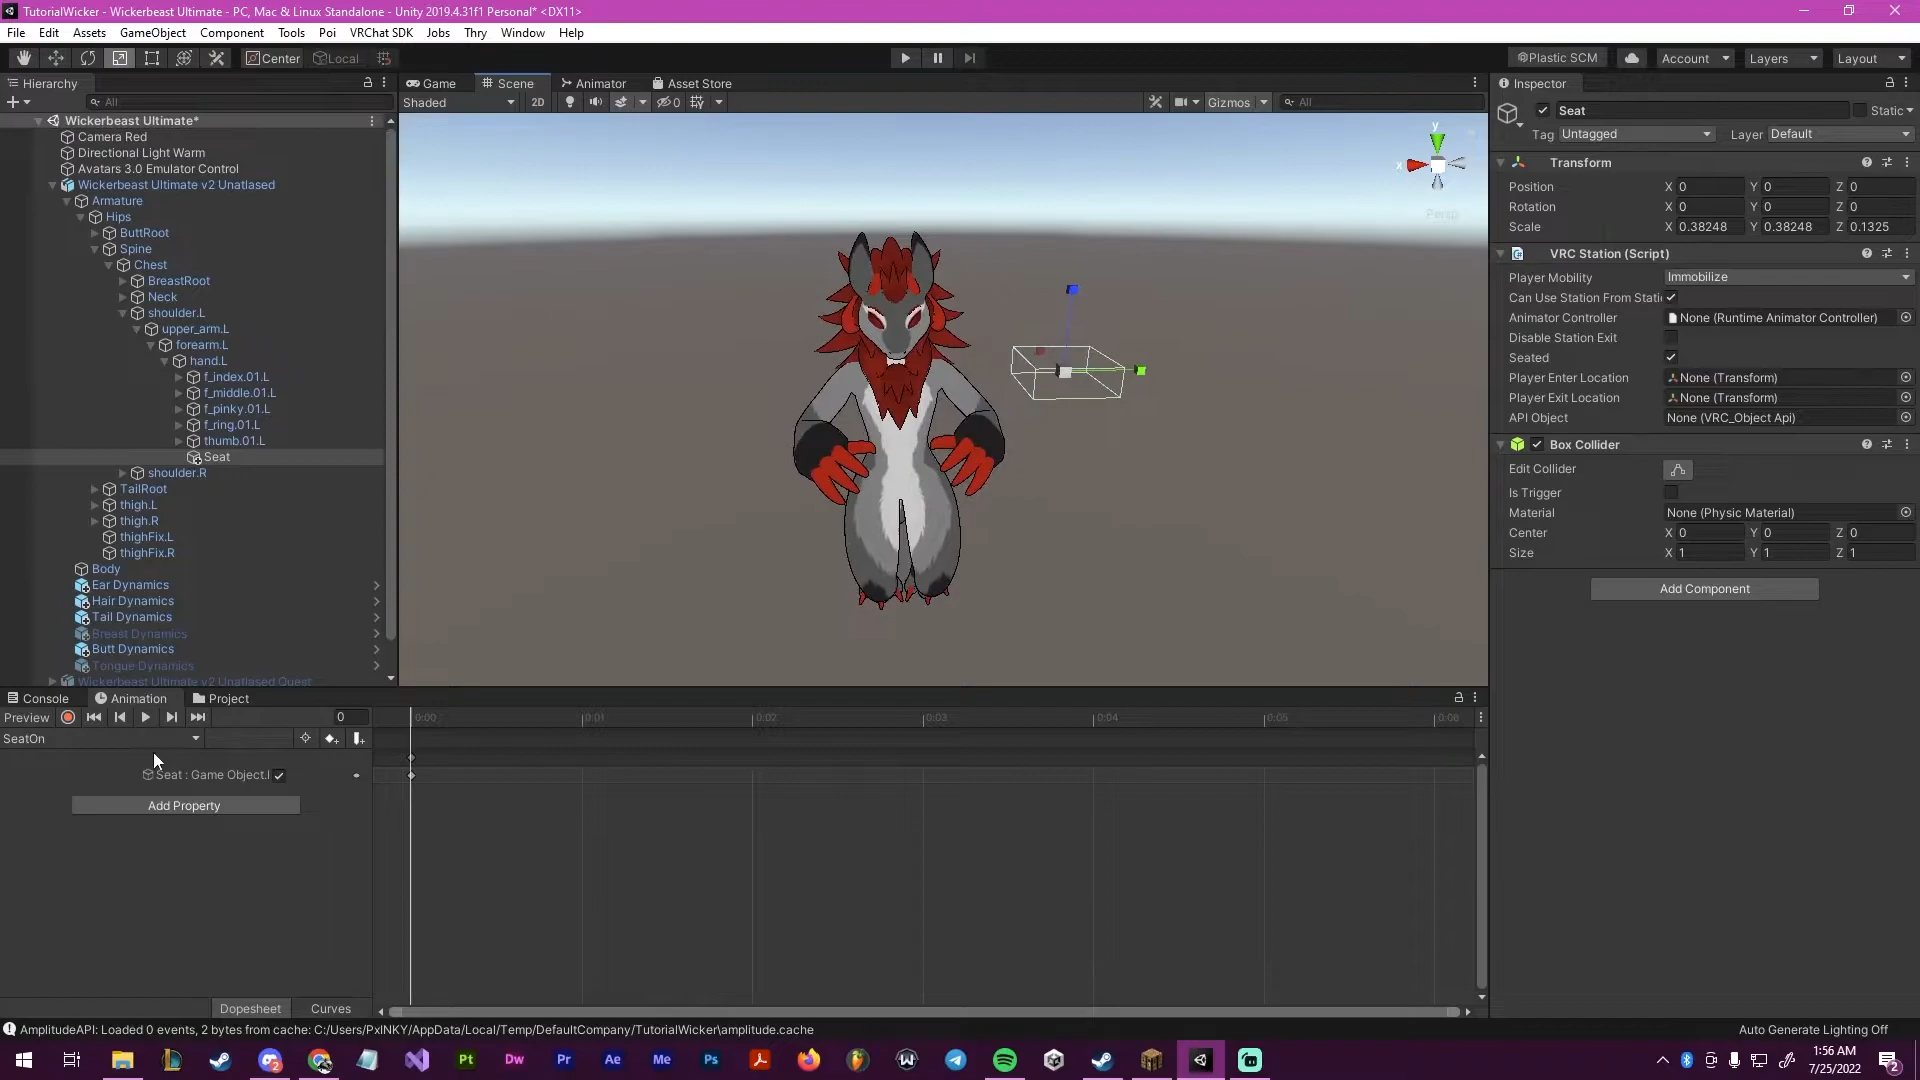 TutorialWicker - Wickerbeast Ultimate - PC, Mac & Linux Standalone - Unity 2019.4.31f1 Personal* <DX11>
File Edit Assets GameObject Component Tools Poi VRChat SDK Jobs Thry Window Help
Center Local Plastic SCM Account Layers Layout
Hierarchy
All
Wickerbeast Ultimate*
Camera Red
Directional Light Warm
Avatars 3.0 Emulator Control
Wickerbeast Ultimate v2 Unatlased
Armature
Hips
ButtRoot
Spine
Chest
BreastRoot
Neck
shoulder.L
upper_arm.L
forearm.L
hand.L
f_index.01.L
f_middle.01.L
f_pinky.01.L
f_ring.01.L
thumb.01.L
Seat
shoulder.R
TailRoot
thigh.L
thigh.R
thighFix.L
thighFix.R
Body
Ear Dynamics
Hair Dynamics
Tail Dynamics
Breast Dynamics
Butt Dynamics
Tongue Dynamics
Wickerbeast Ultimate v2 Unatlased Quest
Game Scene Animator Asset Store
Shaded 2D 0 Gizmos All
y
x
Persp
Inspector
Seat Static
Tag Untagged Layer Default
Transform
Position X 0 Y 0 Z 0
Rotation X 0 Y 0 Z 0
Scale X 0.38248 Y 0.38248 Z 0.1325
VRC Station (Script)
Player Mobility Immobilize
Can Use Station From Stati
Animator Controller None (Runtime Animator Controller)
Disable Station Exit
Seated
Player Enter Location None (Transform)
Player Exit Location None (Transform)
API Object None (VRC_Object Api)
Box Collider
Edit Collider
Is Trigger
Material None (Physic Material)
Center X 0 Y 0 Z 0
Size X 1 Y 1 Z 1
Add Component
Console Animation Project
Preview 0 0:00 0:01 0:02 0:03 0:04 0:05 0:06
SeatOn
Seat : Game Object.I
Add Property
Dopesheet Curves
AmplitudeAPI: Loaded 0 events, 2 bytes from cache: C:/Users/PxINKY/AppData/Local/Temp/DefaultCompany/TutorialWicker\amplitude.cache
Auto Generate Lighting Off
2 Pt Dw Pr Ae Me Ps
1:56 AM
7/25/2022
2